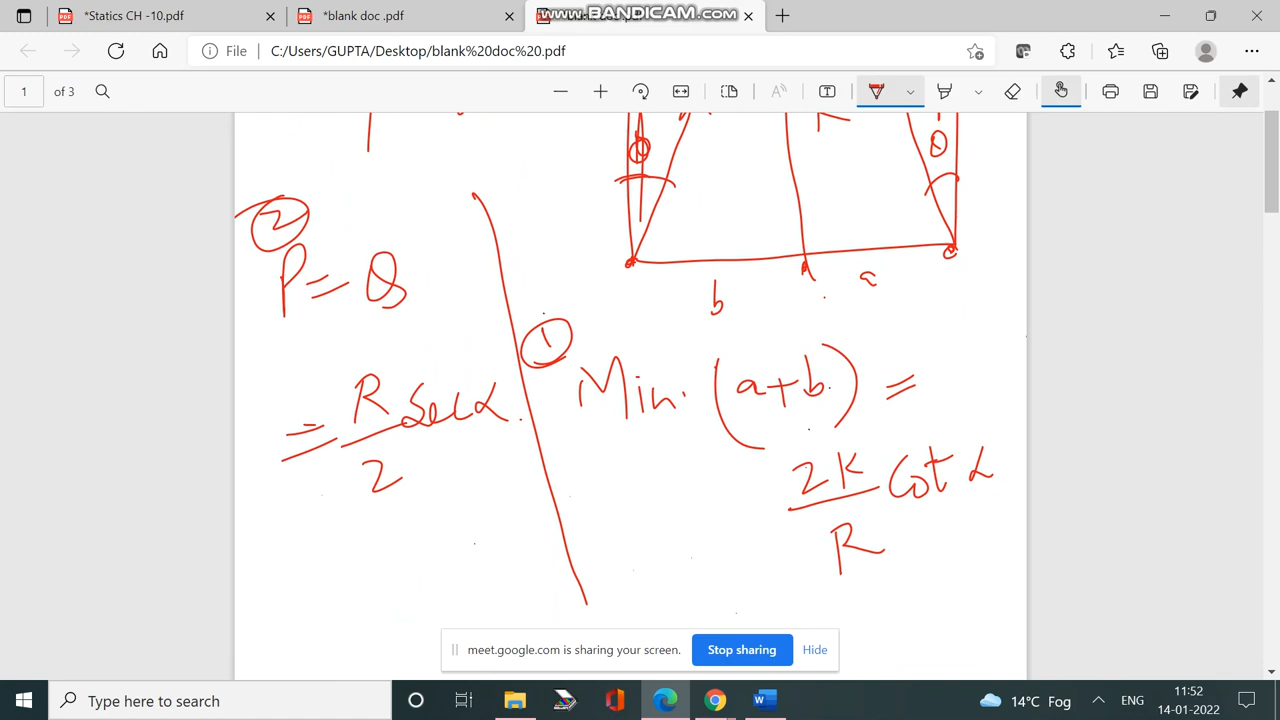 *Statics CH -10.pdf
*blank doc .pdf
www.BANDICAM.com
File C:/Users/GUPTA/Desktop/blank%20doc%20.pdf
1 of 3
θ
2
P = Q
= R Sec α
2
b a
1
Min. (a+b) =
2K Cot α
R
meet.google.com is sharing your screen. Stop sharing Hide
Type here to search
14°C Fog
ENG
11:52
14-01-2022